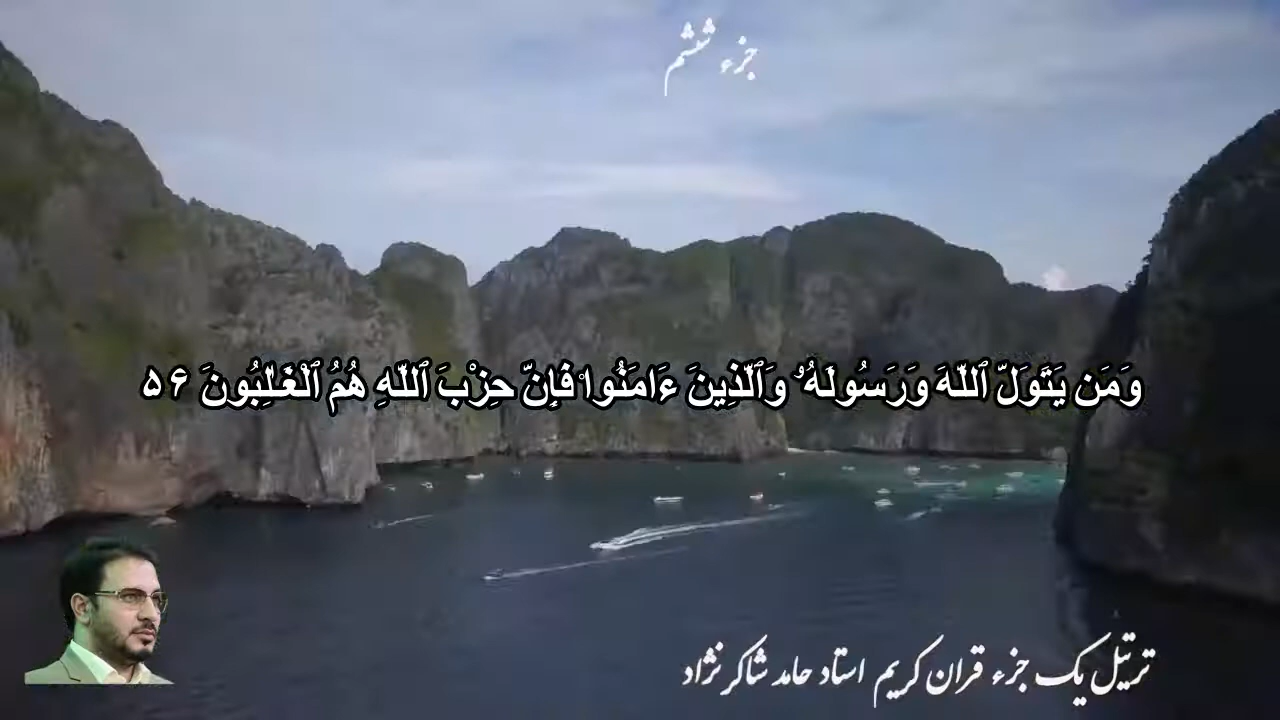 جزء ششم
وَمَن يَتَوَلَّ ٱللَّهَ وَرَسُولَهُۥ وَٱلَّذِينَ ءَامَنُوا۟ فَإِنَّ حِزْبَ ٱللَّهِ هُمُ ٱلْغَـٰلِبُونَ ۵۶
ترتیل یک جزء قران کریم استاد حامد شاکرنژاد